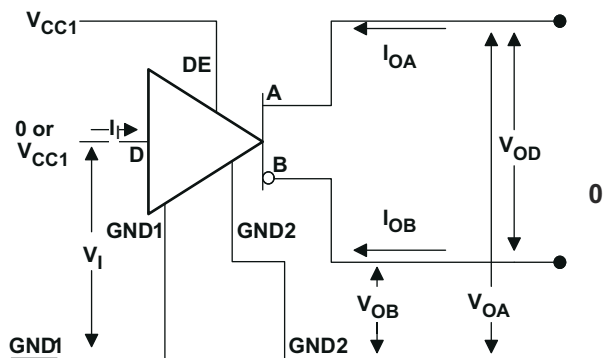 VCC1
DE
IOA
A
0 or
VCC1
II
D
VOD
B
0
IOB
GND1
GND2
VI
VOB
VOA
GND1
GND2